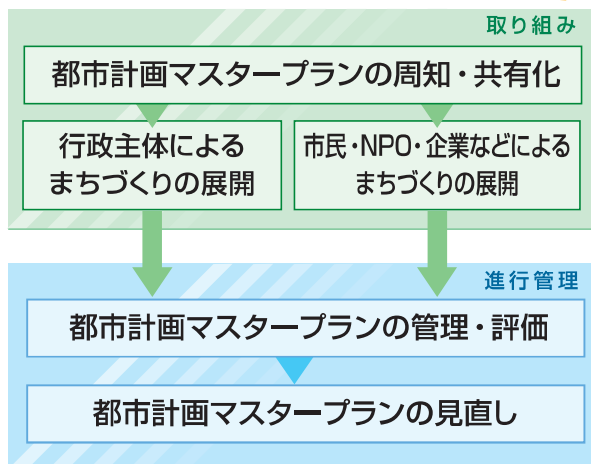 取り組み
都市計画マスタープランの周知・共有化
行政主体による
まちづくりの展開
市民・NPO・企業などによる
まちづくりの展開
進行管理
都市計画マスタープランの管理・評価
都市計画マスタープランの見直し